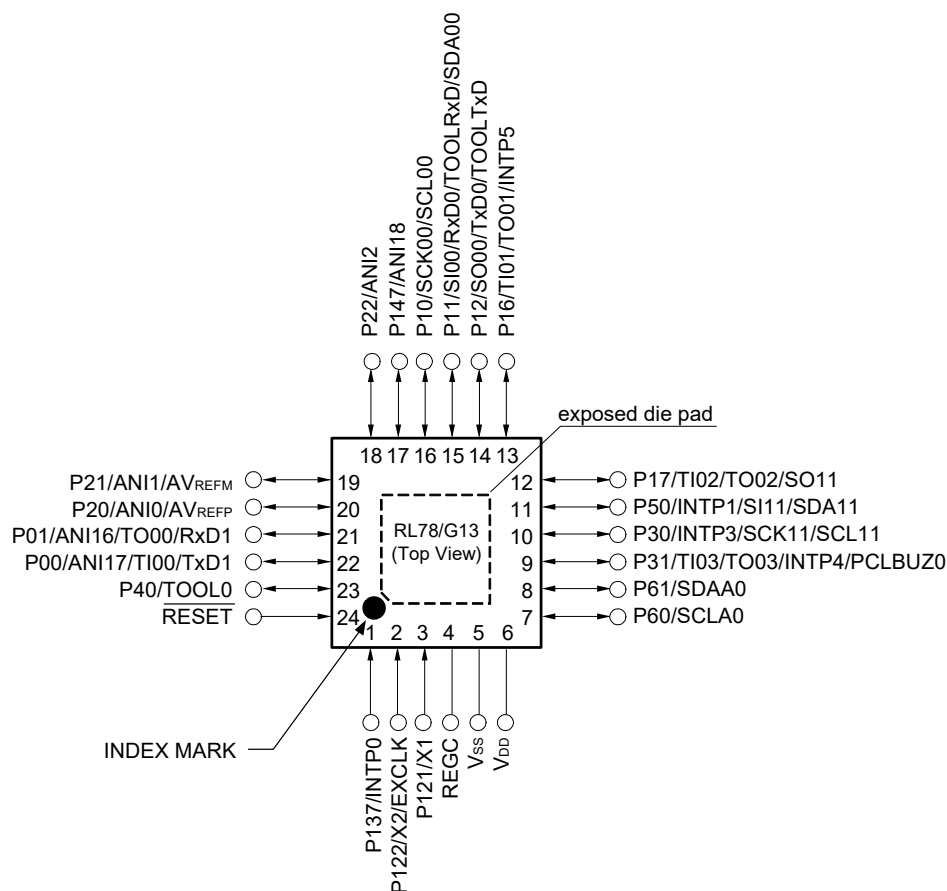 P22/ANI2
P147/ANI18
P10/SCK00/SCL00
P11/SI00/RxD0/TOOLRxD/SDA00
P12/SO00/TxD0/TOOLTxD
P16/TI01/TO01/INTP5
exposed die pad
18 17 16 15 14 13
P21/ANI1/AVREFM 19
P20/ANI0/AVREFP 20
P01/ANI16/TO00/RxD1 21
P00/ANI17/TI00/TxD1 22
P40/TOOL0 23
RESET 24
RL78/G13
(Top View)
12 P17/TI02/TO02/SO11
11 P50/INTP1/SI11/SDA11
10 P30/INTP3/SCK11/SCL11
9 P31/TI03/TO03/INTP4/PCLBUZ0
8 P61/SDAA0
7 P60/SCLA0
1 2 3 4 5 6
INDEX MARK
P137/INTP0
P122/X2/EXCLK
P121/X1
REGC
VSS
VDD